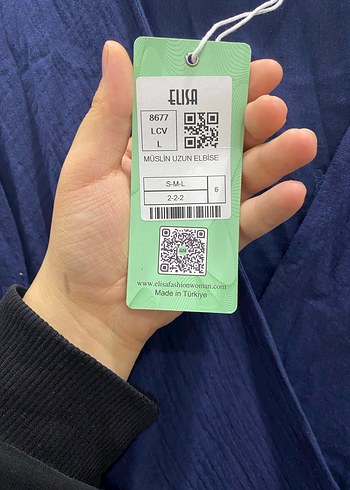 ELISA
8677
LCV
L
MÜSLİN UZUN ELBİSE
S-M-L
2-2-2
6
www.elisafashionwoman.com
Made in Türkiye